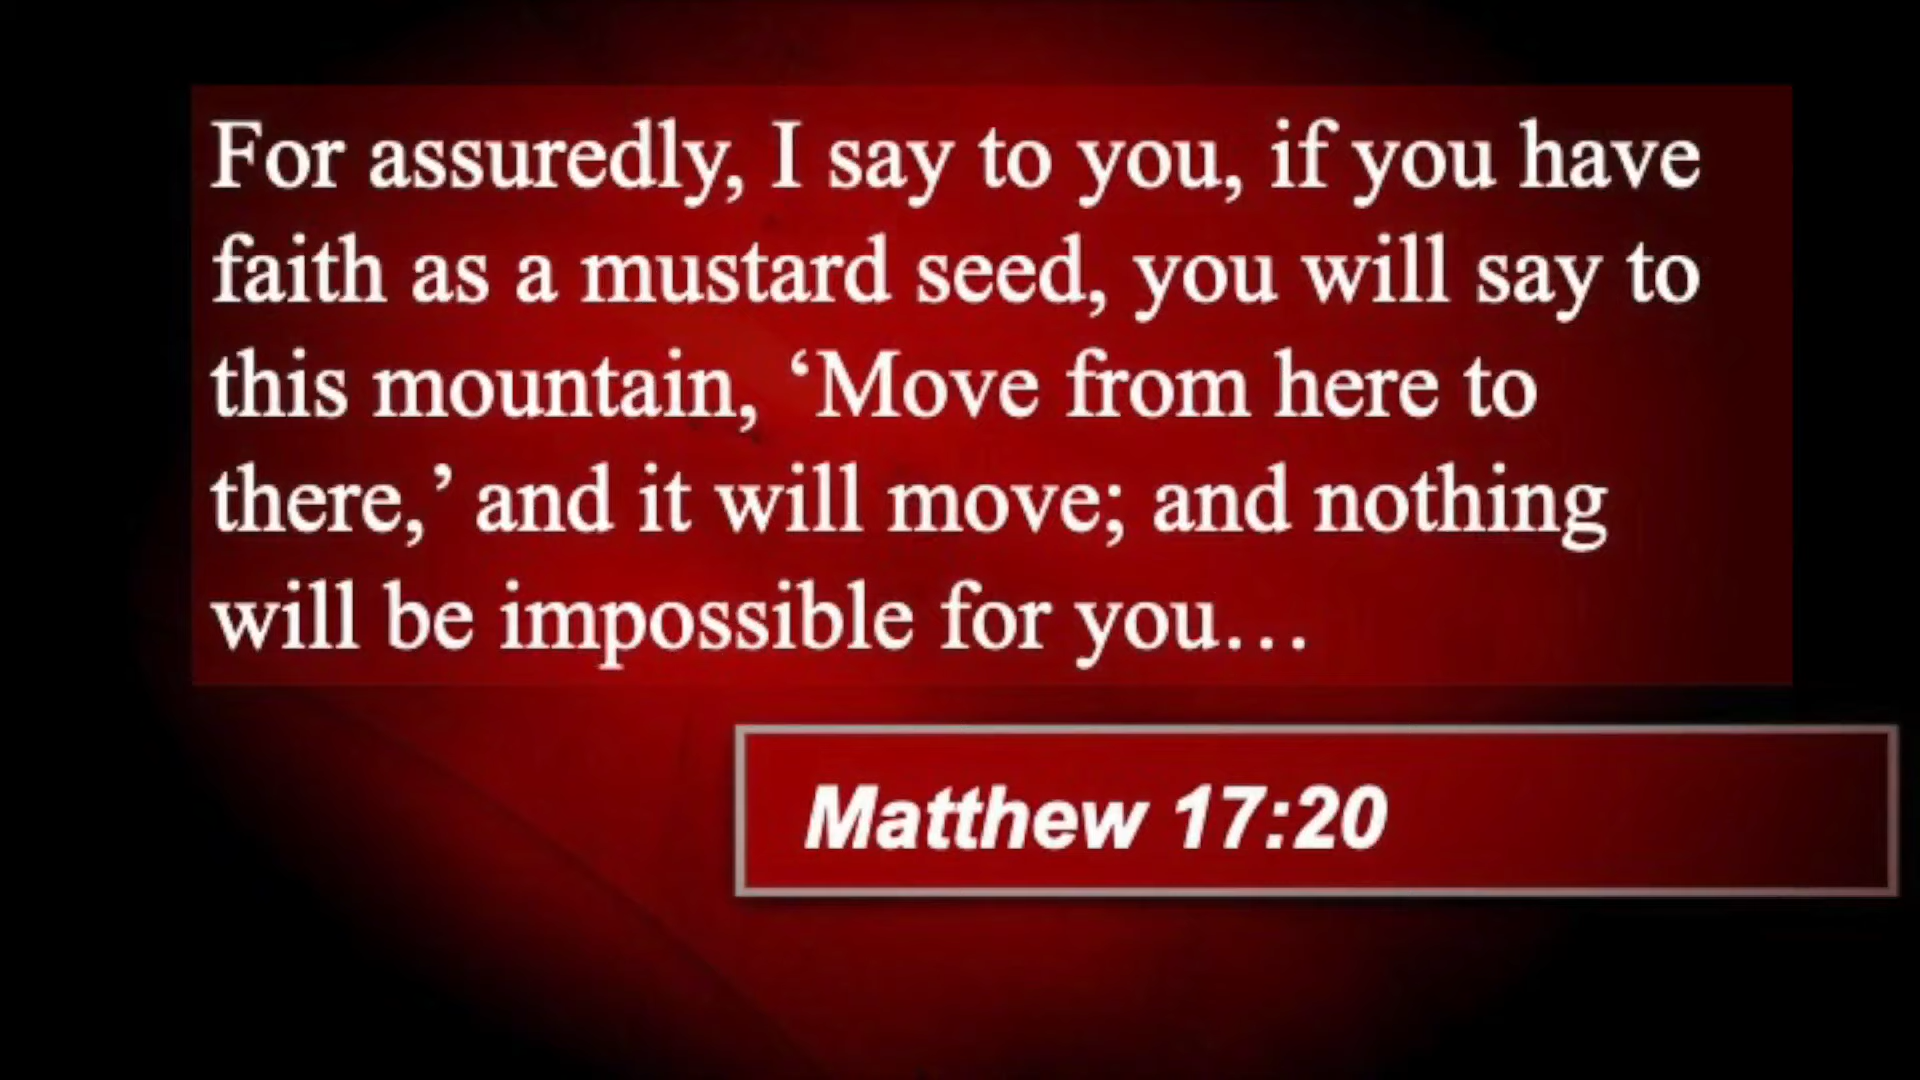 For assuredly, I say to you, if you have
faith as a mustard seed, you will say to
this mountain, ‘Move from here to
there,’ and it will move; and nothing
will be impossible for you…
Matthew 17:20